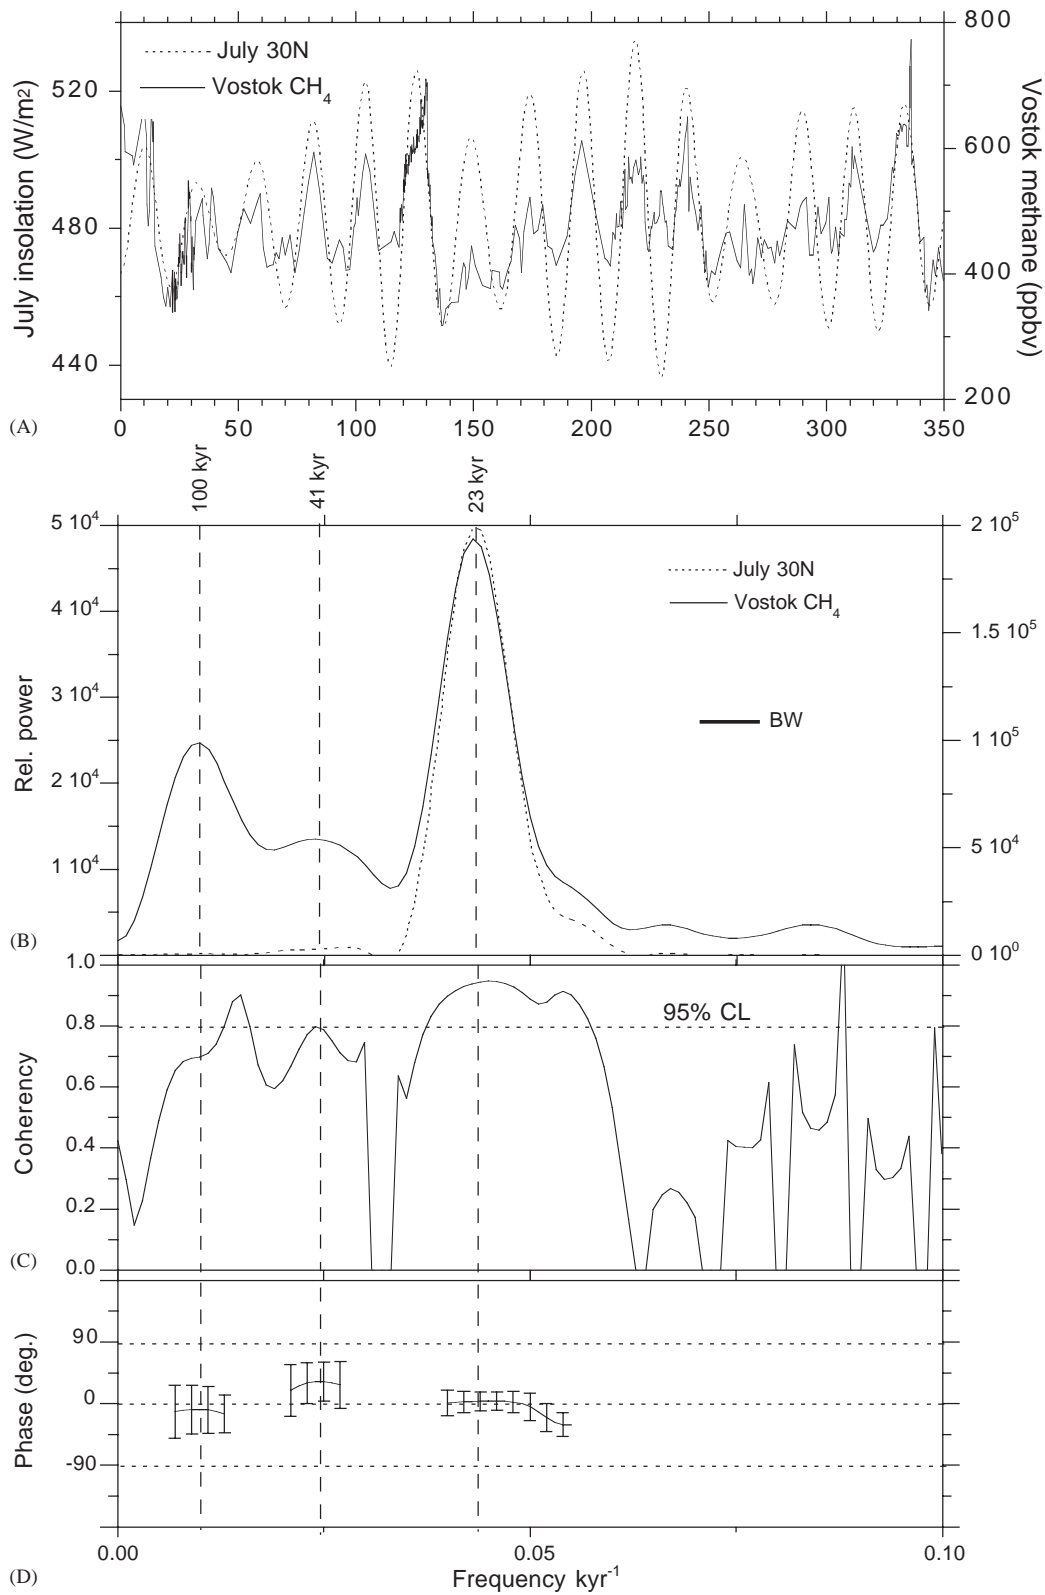 800
July 30N
Vostok CH4
520
600
480
400
440
200
July insolation (W/m2)
Vostok methane (ppbv)
(A)
0 50 100 150 200 250 300 350
100 kyr
41 kyr
23 kyr
5 10^4
2 10^5
July 30N
Vostok CH4
4 10^4
1.5 10^5
3 10^4
BW
1 10^5
2 10^4
5 10^4
1 10^4
0 10^0
Rel. power
(B)
1.0
95% CL
0.8
0.6
0.4
0.2
0.0
Coherency
(C)
90
0
-90
Phase (deg.)
0.00 0.05 0.10
Frequency kyr^-1
(D)